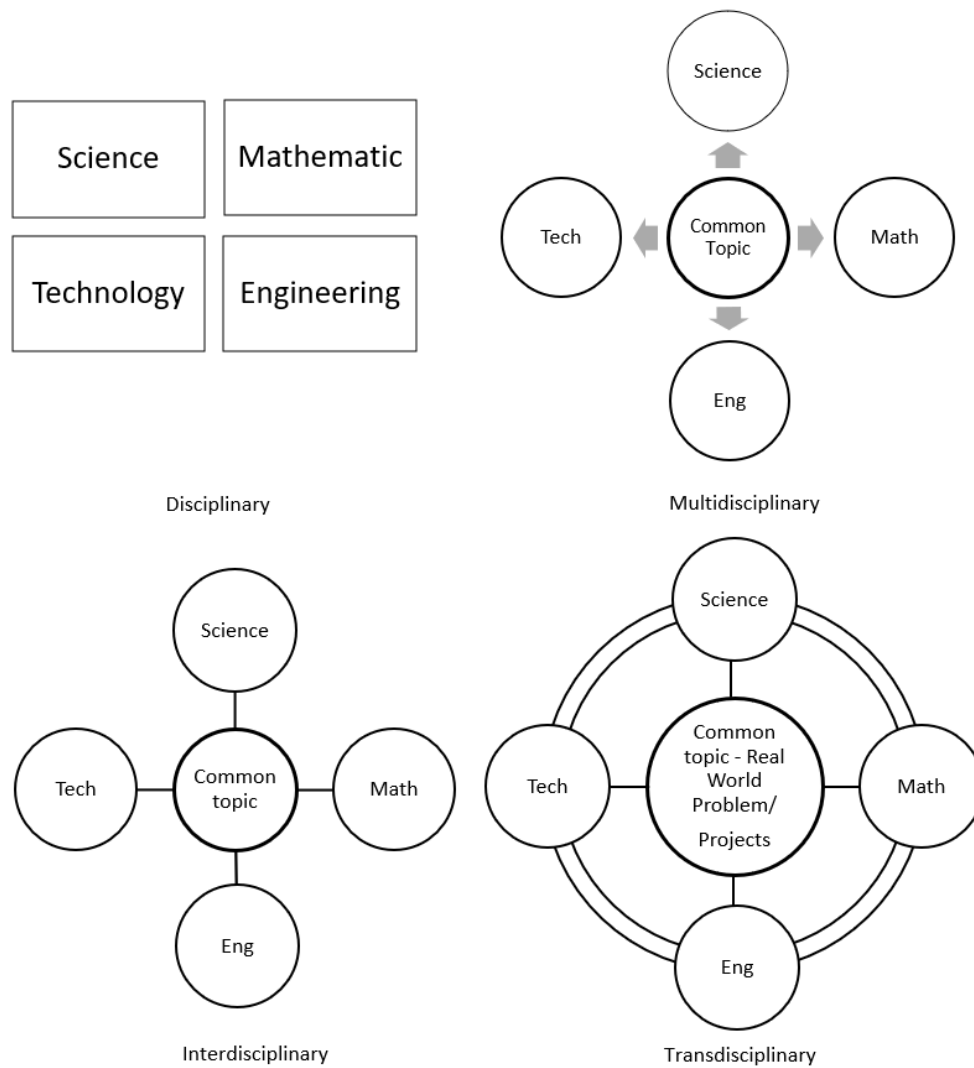 Science
Mathematic
Technology
Engineering
Disciplinary
Science
Tech
Common
Topic
Math
Eng
Multidisciplinary
Science
Tech
Common
topic
Math
Eng
Interdisciplinary
Science
Tech
Common
topic - Real
World
Problem/
Projects
Math
Eng
Transdisciplinary